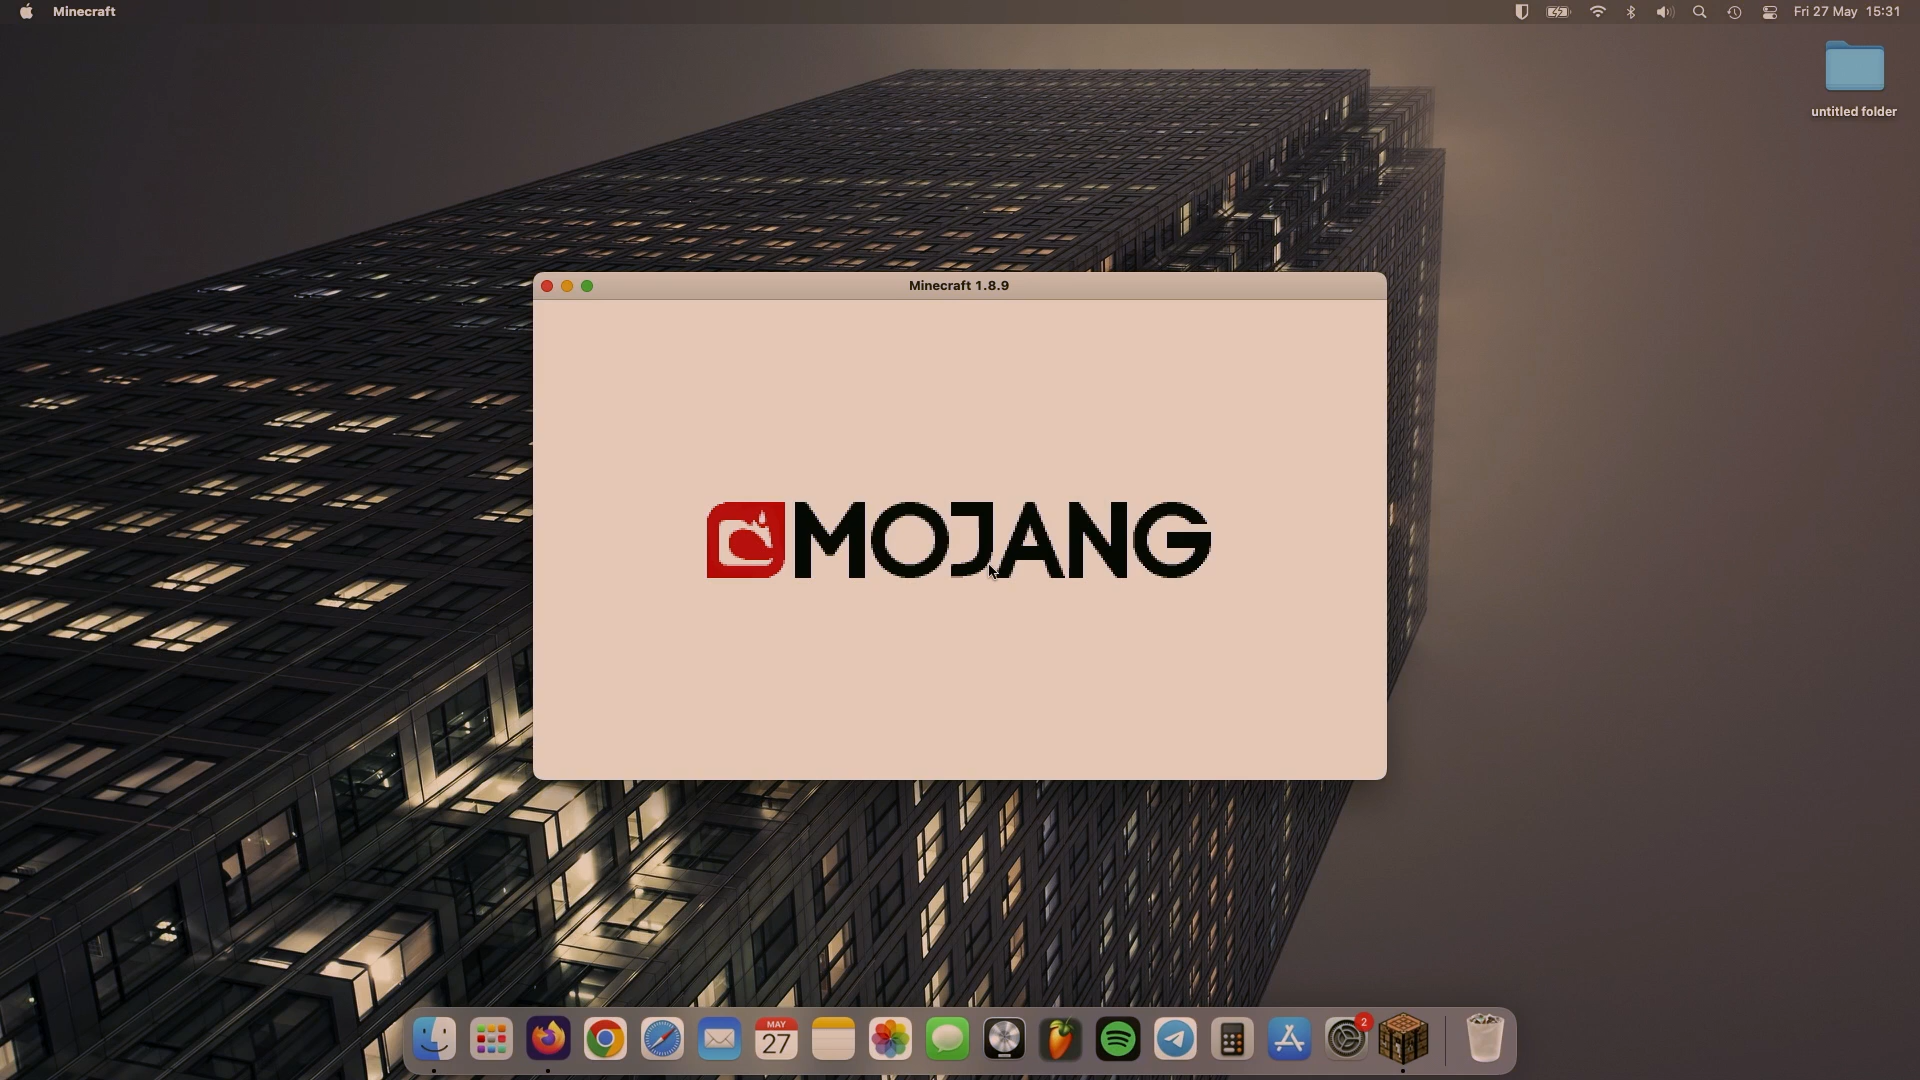 Minecraft
Fri 27 May 15:31
untitled folder
Minecraft 1.8.9
MOJANG
MAY
27
2